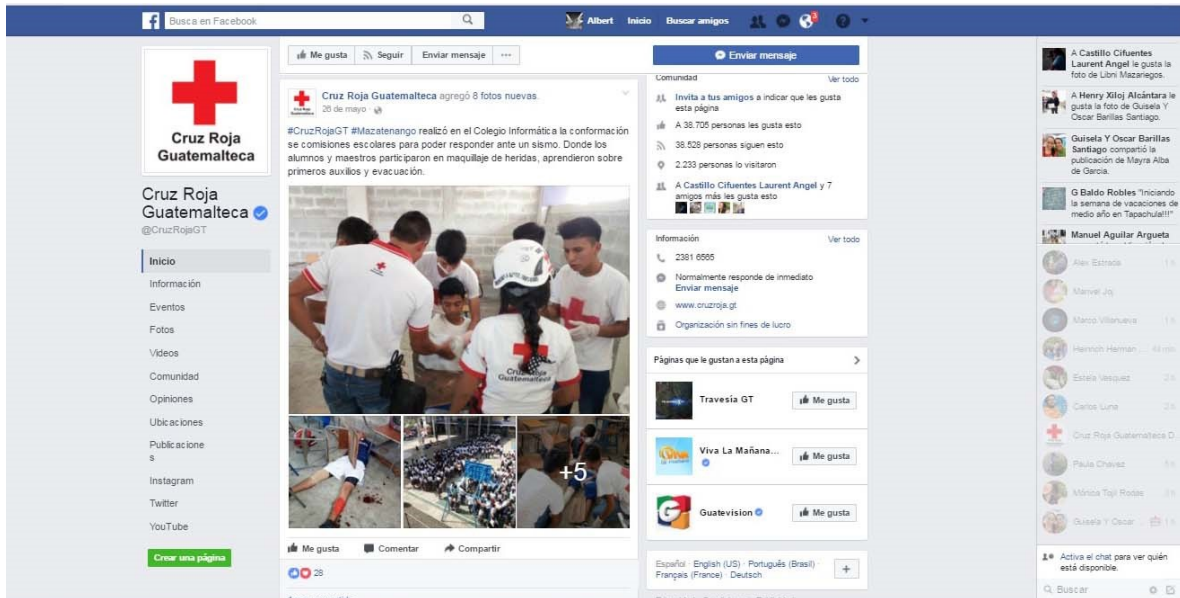 Busca en Facebook
Albert Inicio Buscar amigos
3
Cruz Roja
Guatemalteca
Cruz Roja
Guatemalteca
@CruzRojaGT
Inicio
Información
Eventos
Fotos
Videos
Comunidad
Opiniones
Ubicaciones
Publicacione
s
Instagram
Twitter
YouTube
Crear una página
Me gusta Seguir Enviar mensaje ...
Cruz Roja Guatemalteca agregó 8 fotos nuevas.
26 de mayo ·
#CruzRojaGT #Mazatenango realizó en el Colegio Informática la conformación
se comisiones escolares para poder responder ante un sismo. Donde los
alumnos y maestros participaron en maquillaje de heridas, aprendieron sobre
primeros auxilios y evacuación.
Cruz Roja
Guatemalteca
+5
Me gusta Comentar Compartir
28
Enviar mensaje
Comunidad Ver todo
Invita a tus amigos a indicar que les gusta
esta página
A 38.705 personas les gusta esto
38.528 personas siguen esto
2.233 personas lo visitaron
A Castillo Cifuentes Laurent Angel y 7
amigos más les gusta esto
Información Ver todo
2381 6565
Normalmente responde de inmediato
Enviar mensaje
www.cruzroja.gt
Organización sin fines de lucro
Páginas que le gustan a esta página
Travesía GT Me gusta
Viva La Mañana... Me gusta
Guatevision Me gusta
Español · English (US) · Português (Brasil) ·
Français (France) · Deutsch
A Castillo Cifuentes
Laurent Angel le gusta la
foto de Libni Mazariegos.
A Henry Xiloj Alcántara le
gusta la foto de Guisela Y
Oscar Barillas Santiago.
Guisela Y Oscar Barillas
Santiago compartió la
publicación de Mayra Alba
de Garcia.
G Baldo Robles "Iniciando
la semana de vacaciones de
medio año en Tapachula!!!"
Manuel Aguilar Argueta
Alex Estrada 1 h
Manuel Joj
Marco Villanueva 1 h
Heinrich Herman ...
Estela Vasquez 2 h
Carlos Luna 2 h
Cruz Roja Guatemalteca D
Paula Chavez 5 h
Mónica Tojil Rodas
Guisela Y Oscar ... 1 h
Activa el chat para ver quién
está disponible.
Buscar